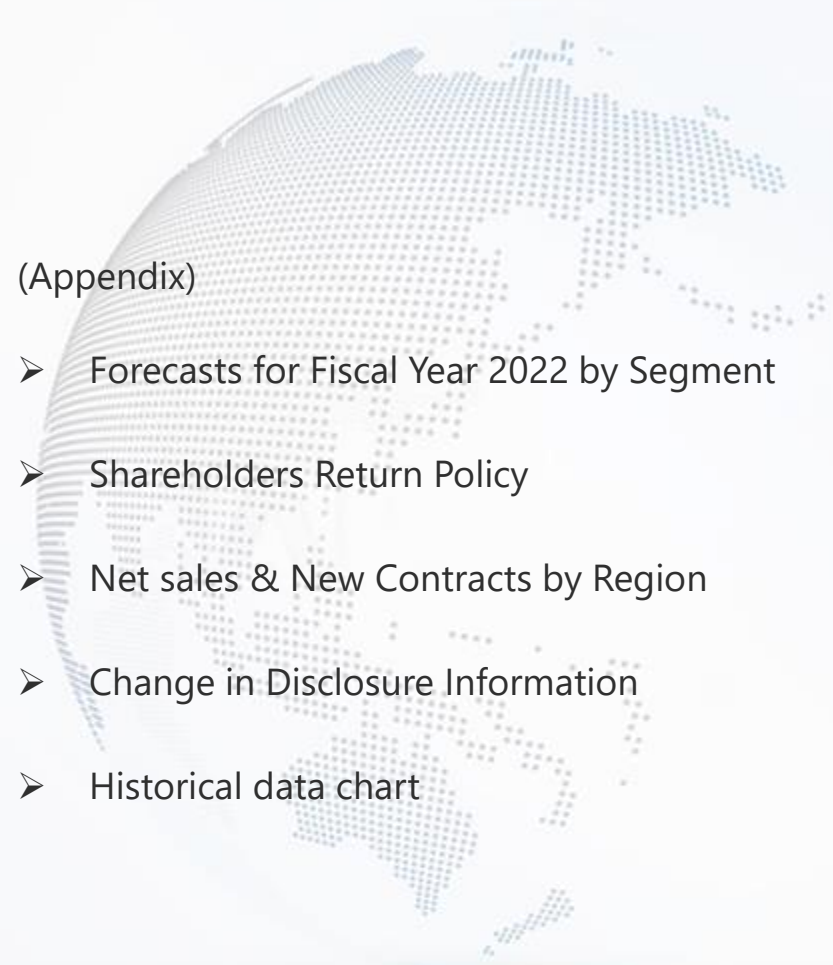 (Appendix)
➢ Forecasts for Fiscal Year 2022 by Segment
➢ Shareholders Return Policy
➢ Net sales & New Contracts by Region
➢ Change in Disclosure Information
➢ Historical data chart